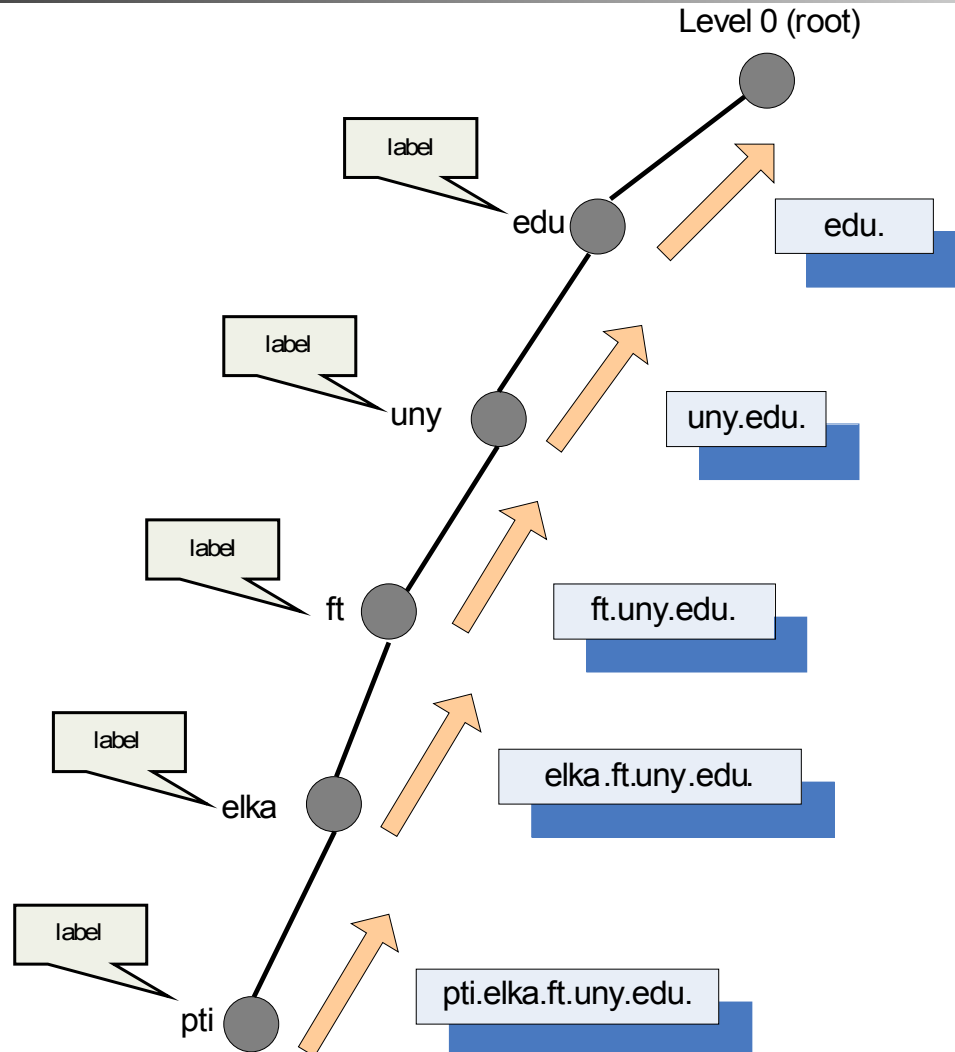 Level 0 (root)
label
edu
edu.
label
uny
uny.edu.
label
ft
ft.uny.edu.
label
elka
elka.ft.uny.edu.
label
pti
pti.elka.ft.uny.edu.